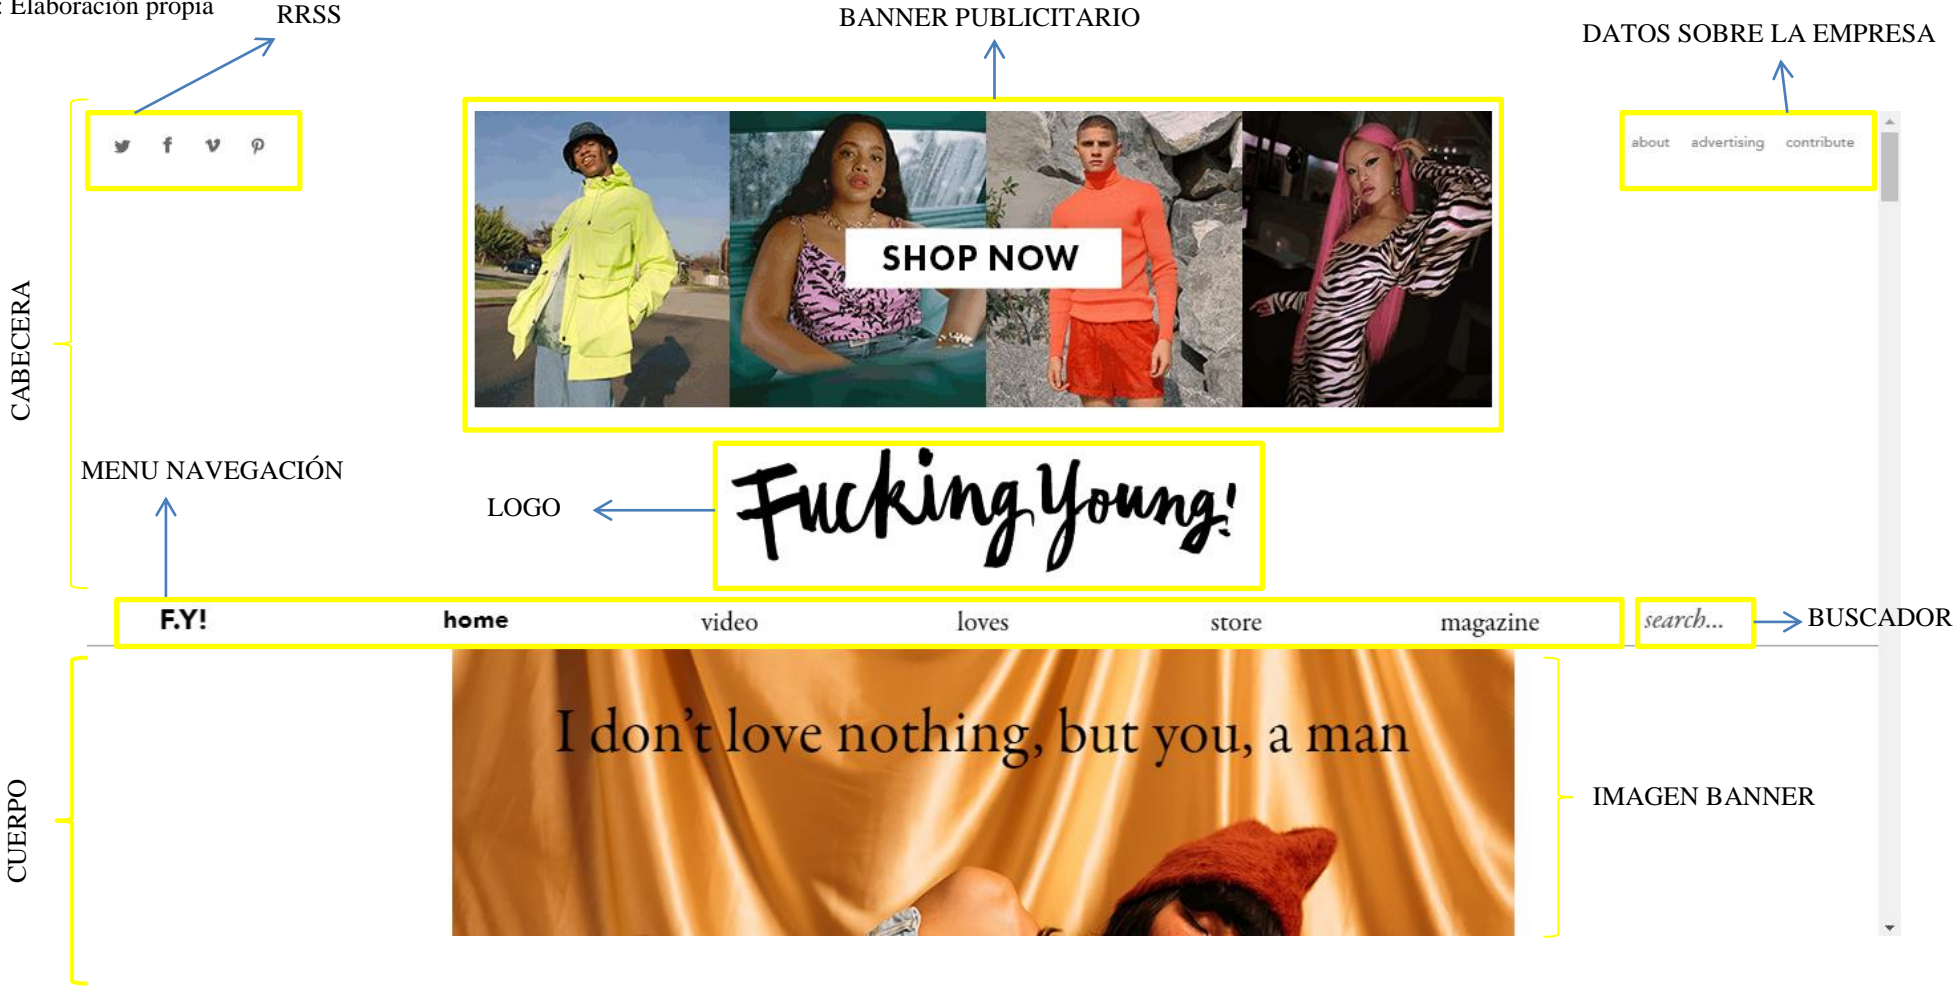 : Elaboración propia
RRSS
BANNER PUBLICITARIO
DATOS SOBRE LA EMPRESA
about advertising contribute
SHOP NOW
CABECERA
MENU NAVEGACIÓN
LOGO
Fucking Young!
F.Y! home video loves store magazine search...
BUSCADOR
I don't love nothing, but you, a man
CUERPO
IMAGEN BANNER